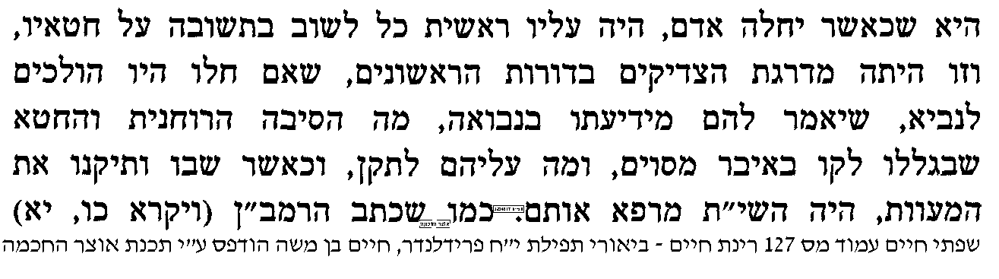 היא שכאשר יחלה אדם, היה עליו ראשית כל לשוב בתשובה על חטאיו,
וזו היתה מדרגת הצדיקים בדורות הראשונים, שאם חלו היו הולכים
לנביא, שיאמר להם מידיעתו בנבואה, מה הסיבה הרוחנית והחטא
שבגללו לקו באיבר מסוים, ומה עליהם לתקן, וכאשר שבו ותיקנו את
המעוות, היה השי״ת מרפא אותם. כמו שכתב הרמב״ן (ויקרא כו, יא)
אוצר החכמה
שפתי חיים עמוד מס 127 רינת חיים - ביאורי תפילת י״ח פרידלנדר, חיים בן משה הודפס ע״י תכנת אוצר החכמה